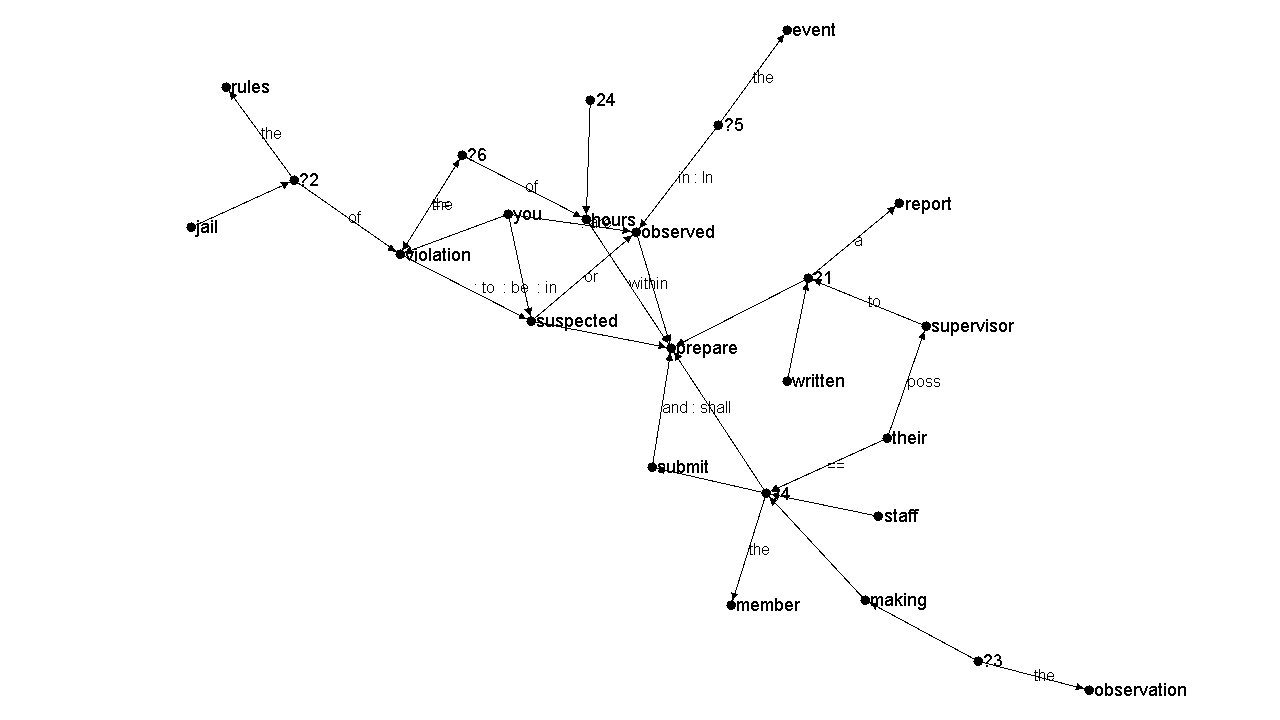 event
the
rules
24
the
?5
?6
in : In
?2
of
the
of
you
hours
report
jail
observed
a
violation
or
within
?1
: to : be : in
to
suspected
supervisor
prepare
written
poss
and : shall
their
==
submit
?4
staff
the
member
making
?3
the
observation